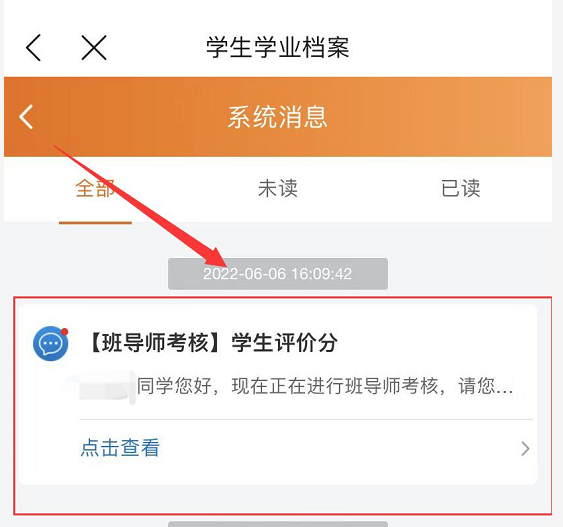 学生学业档案
系统消息
全部 未读 已读
2022-06-06 16:09:42
【班导师考核】学生评价分
同学您好，现在正在进行班导师考核，请您...
点击查看